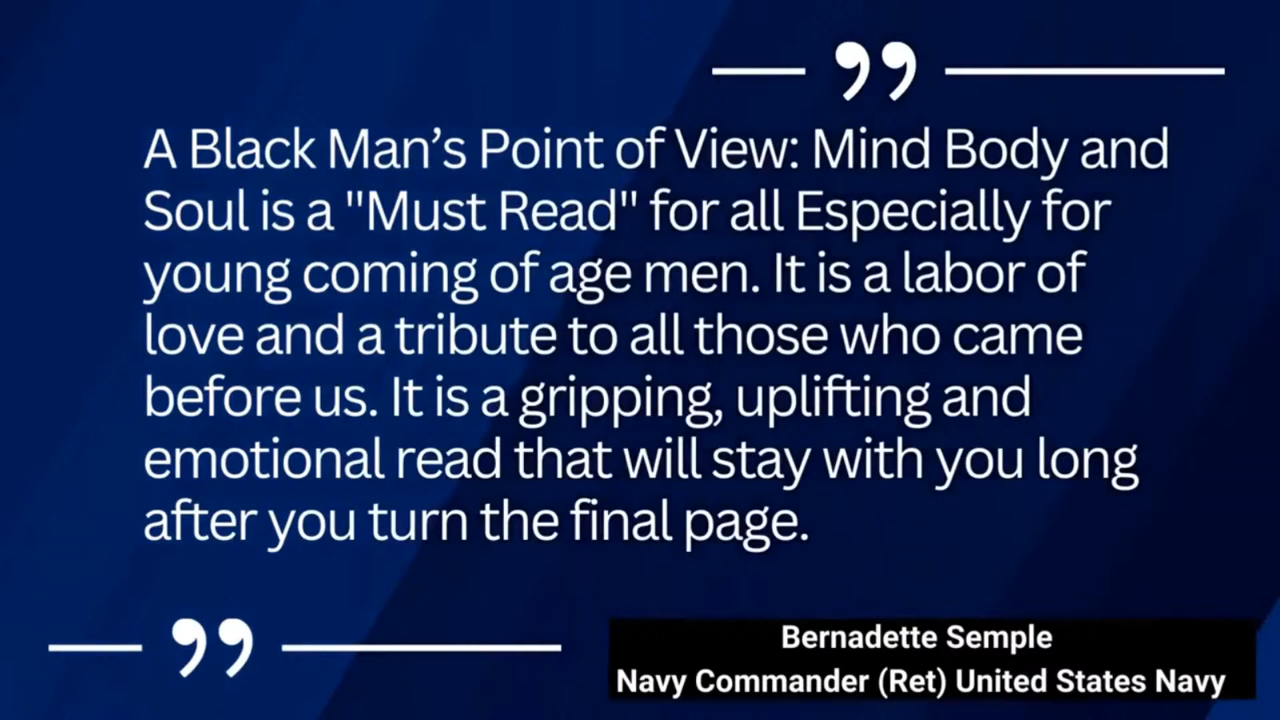 ”
A Black Man’s Point of View: Mind Body and
Soul is a "Must Read" for all Especially for
young coming of age men. It is a labor of
love and a tribute to all those who came
before us. It is a gripping, uplifting and
emotional read that will stay with you long
after you turn the final page.
”
Bernadette Semple
Navy Commander (Ret) United States Navy